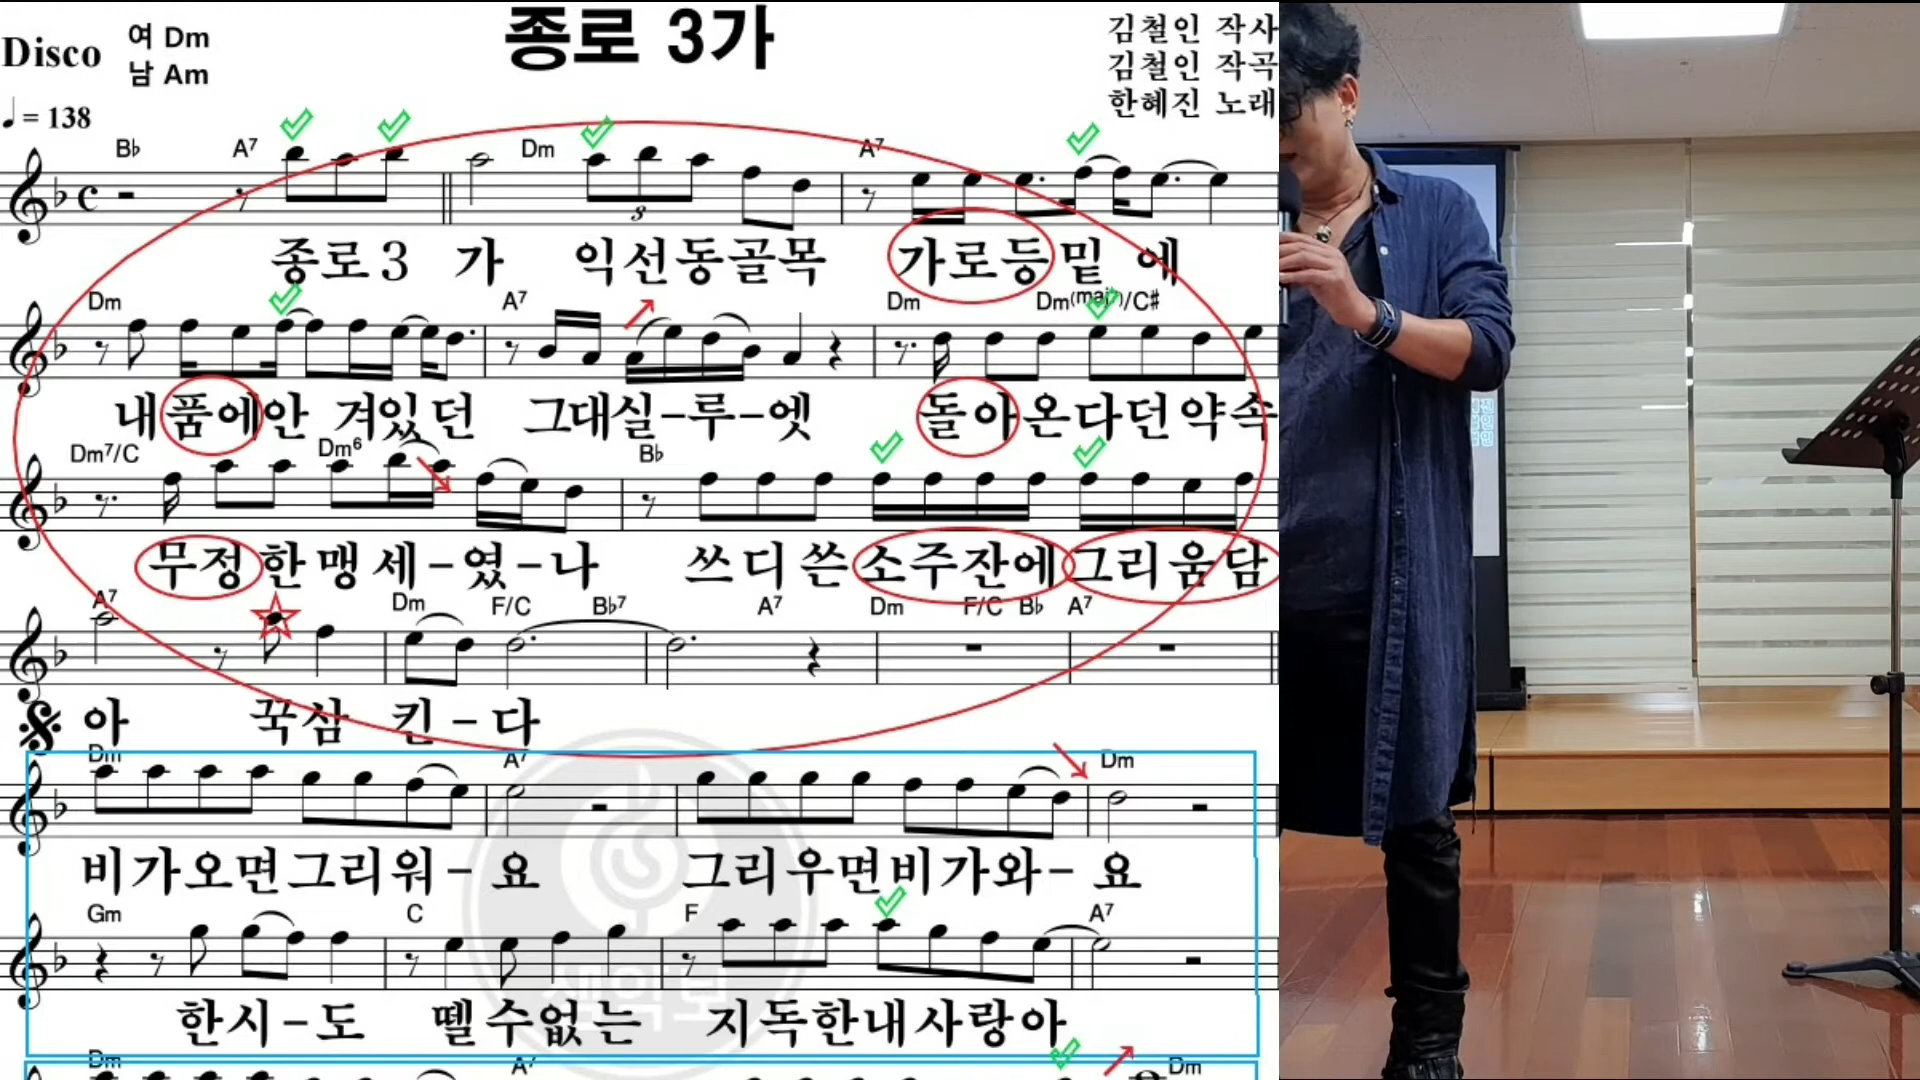 종로 3가
Disco 여 Dm
남 Am
♩= 138
김철인 작사
김철인 작곡
한혜진 노래
B♭ A7 Dm A7
3
종로3 가 익선동골목 가로등밑 에
Dm A7 Dm Dm(maj7)/C#
내품에안 겨있던 그대실-루-엣 돌아온다던약속
Dm7/C Dm6 B♭
무정한맹세-였-나 쓰디쓴소주잔에그리움담
A7 Dm F/C B♭7 A7 Dm F/C B♭ A7
아 꾹삼 킨-다
Dm A7 Dm
비가오면그리워-요 그리우면비가와-요
Gm C F A7
한시-도 뗄수없는 지독한내사랑아
Dm A7 Dm